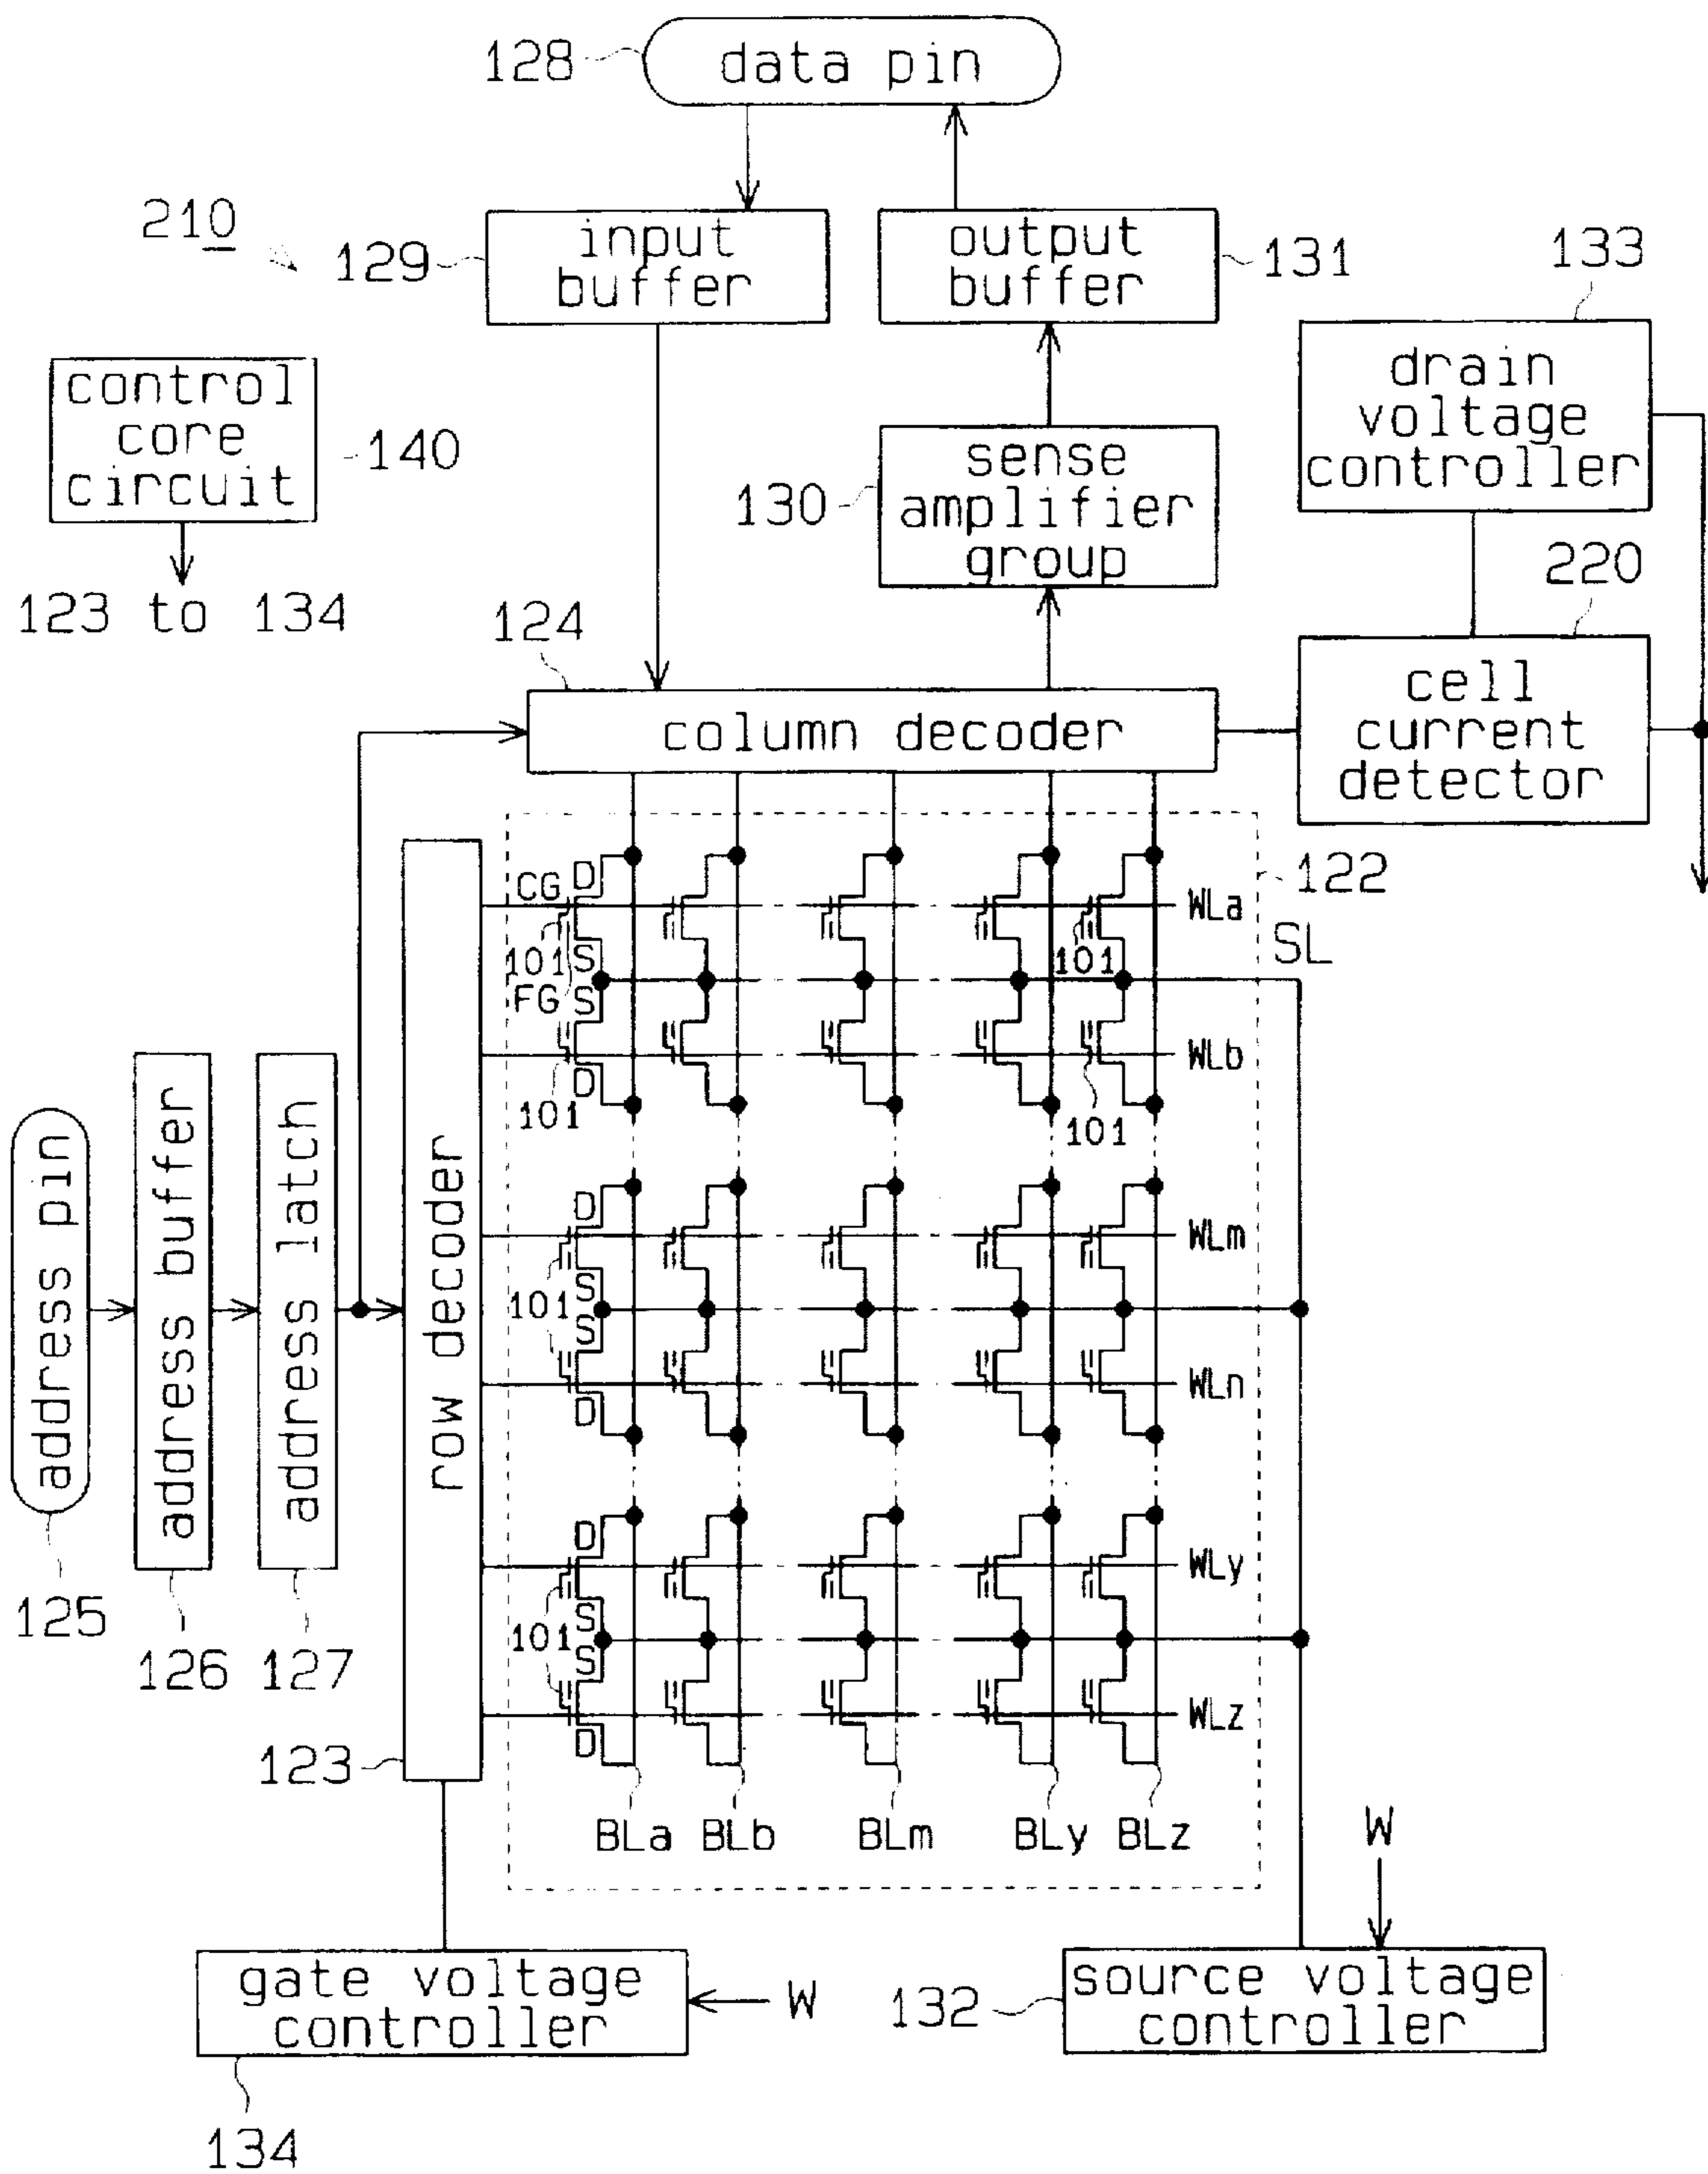 128
data pin
210
129
input
buffer
output
buffer
131
133
control
core
circuit
140
123 to 134
130
sense
amplifier
group
drain
voltage
controller
220
124
column decoder
cell
current
detector
122
CG
D
WLa
101
S
101
SL
FG
S
WLb
D
101
101
D
WLm
S
101
S
WLn
D
D
WLy
S
101
S
WLz
D
address pin
address buffer
address latch
row decoder
125
126
127
123
BLa
BLb
BLm
BLy
BLz
W
gate voltage
controller
W
132
source voltage
controller
134